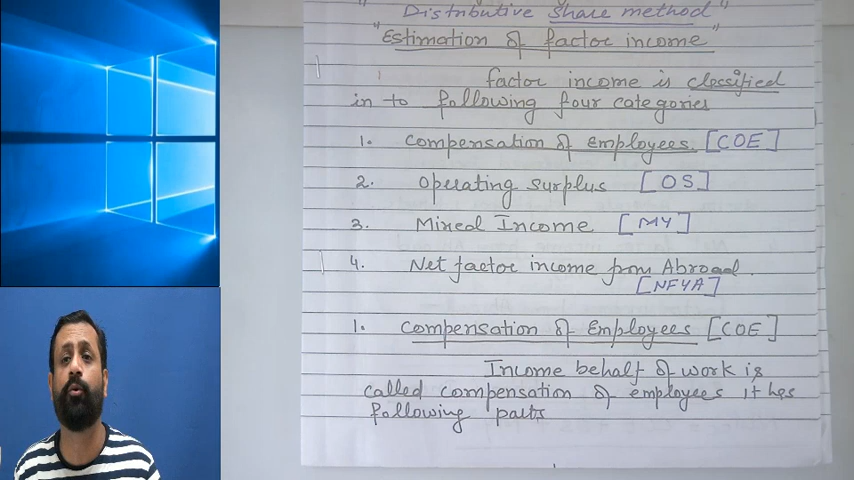 "Distributive share method"
"Estimation of factor income"
factor income is classified
in to following four categories
1. Compensation of employees. [COE]
2. Operating surplus [OS]
3. Mixed Income [MY]
4. Net factor income from Abroad.
[NFYA]
1. Compensation of Employees [COE]
Income behalf of work is
called compensation of employees it has
following parts